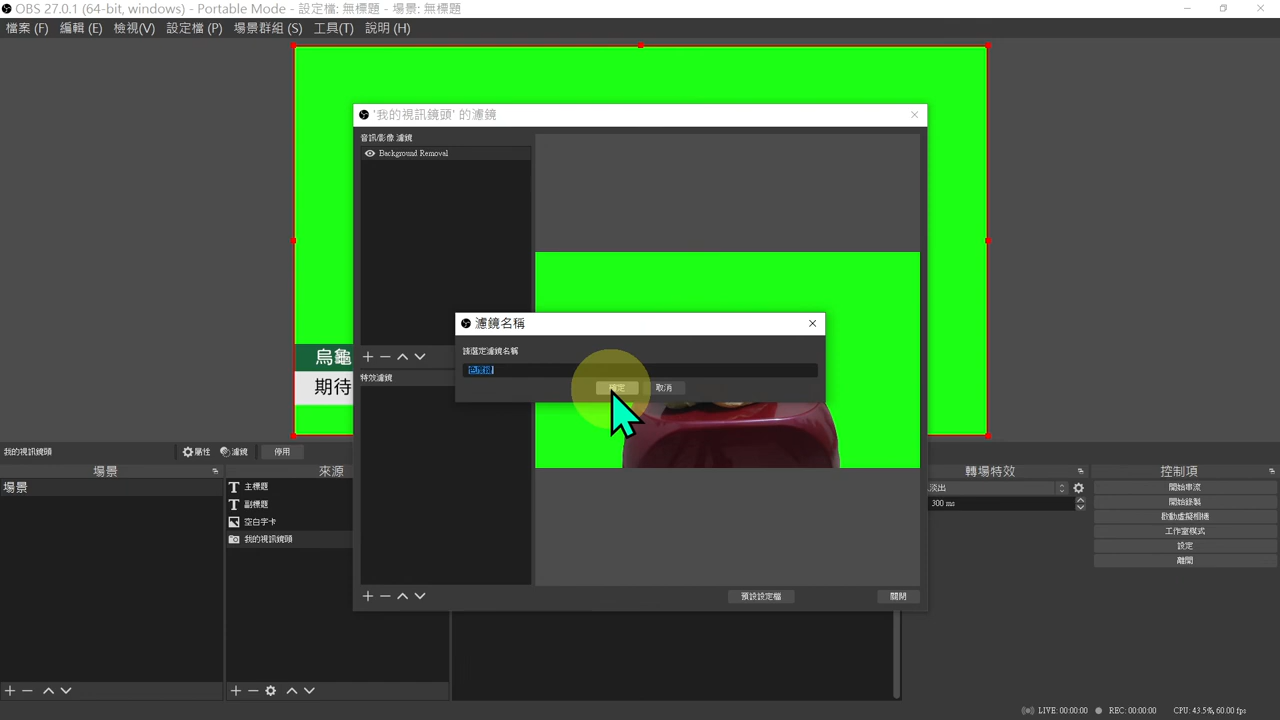 OBS 27.0.1 (64-bit, windows) - Portable Mode - 設定檔: 無標題 - 場景: 無標題
檔案 (F) 編輯 (E) 檢視(V) 設定檔 (P) 場景群組 (S) 工具(T) 說明 (H)
'我的視訊鏡頭' 的濾鏡
音訊/影像 濾鏡
Background Removal
濾鏡名稱
請選定濾鏡名稱
色度鍵
確定
取消
烏龜
期待
特效濾鏡
預設設定檔
關閉
我的視訊鏡頭
屬性
濾鏡
停用
場景
場景
來源
主標題
副標題
空白字卡
我的視訊鏡頭
轉場特效
淡出
300 ms
控制項
開始串流
開始錄製
啟動虛擬相機
工作室模式
設定
離開
LIVE: 00:00:00
REC: 00:00:00
CPU: 43.5%, 60.00 fps